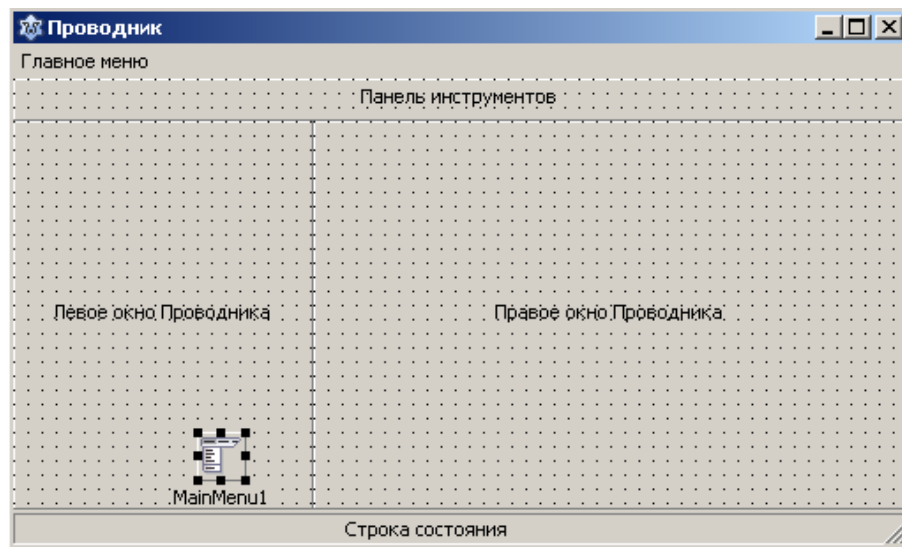 Проводник
Главное меню
Панель инструментов
Левое окно Проводника
Правое окно Проводника
MainMenu1
Строка состояния